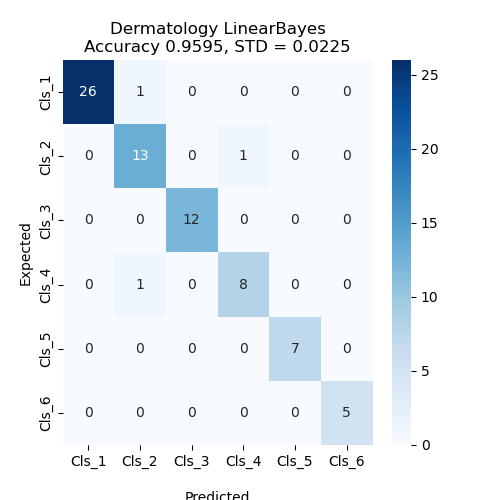 Dermatology LinearBayes
Accuracy 0.9595, STD = 0.0225
Expected
Cls_1 26 1 0 0 0 0
Cls_2 0 13 0 1 0 0
Cls_3 0 0 12 0 0 0
Cls_4 0 1 0 8 0 0
Cls_5 0 0 0 0 7 0
Cls_6 0 0 0 0 0 5
Cls_1 Cls_2 Cls_3 Cls_4 Cls_5 Cls_6
Predicted
25
20
15
10
5
0